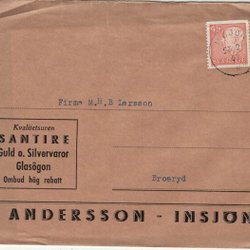 Firma M.H.B Larsson
Broaryd
Kvalitetsuren
SANTIRE
Guld o. Silvervaror
Glasögon
Ombud hög rabatt
ANDERSSON - INSJÖN